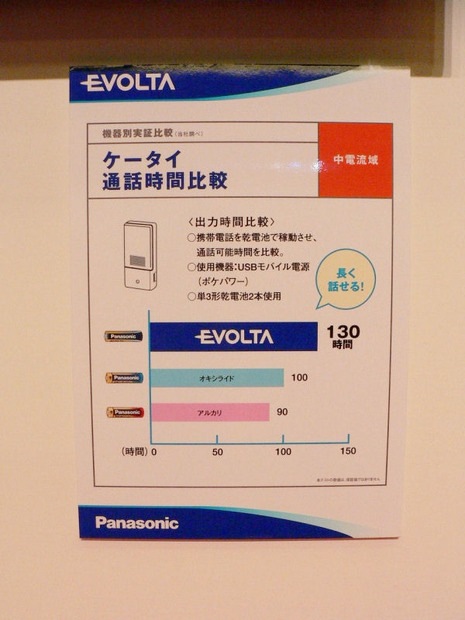 EVOLTA
機器別実証比較(当社調べ)
ケータイ
通話時間比較
中電流域
〈出力時間比較〉
○携帯電話を乾電池で稼動させ、
通話可能時間を比較。
○使用機器:USBモバイル電源
(ポケパワー)
○単3形乾電池2本使用
長く
話せる!
Panasonic
EVOLTA
130
時間
Panasonic
オキシライド
100
Panasonic
アルカリ
90
(時間) 0 50 100 150
Panasonic